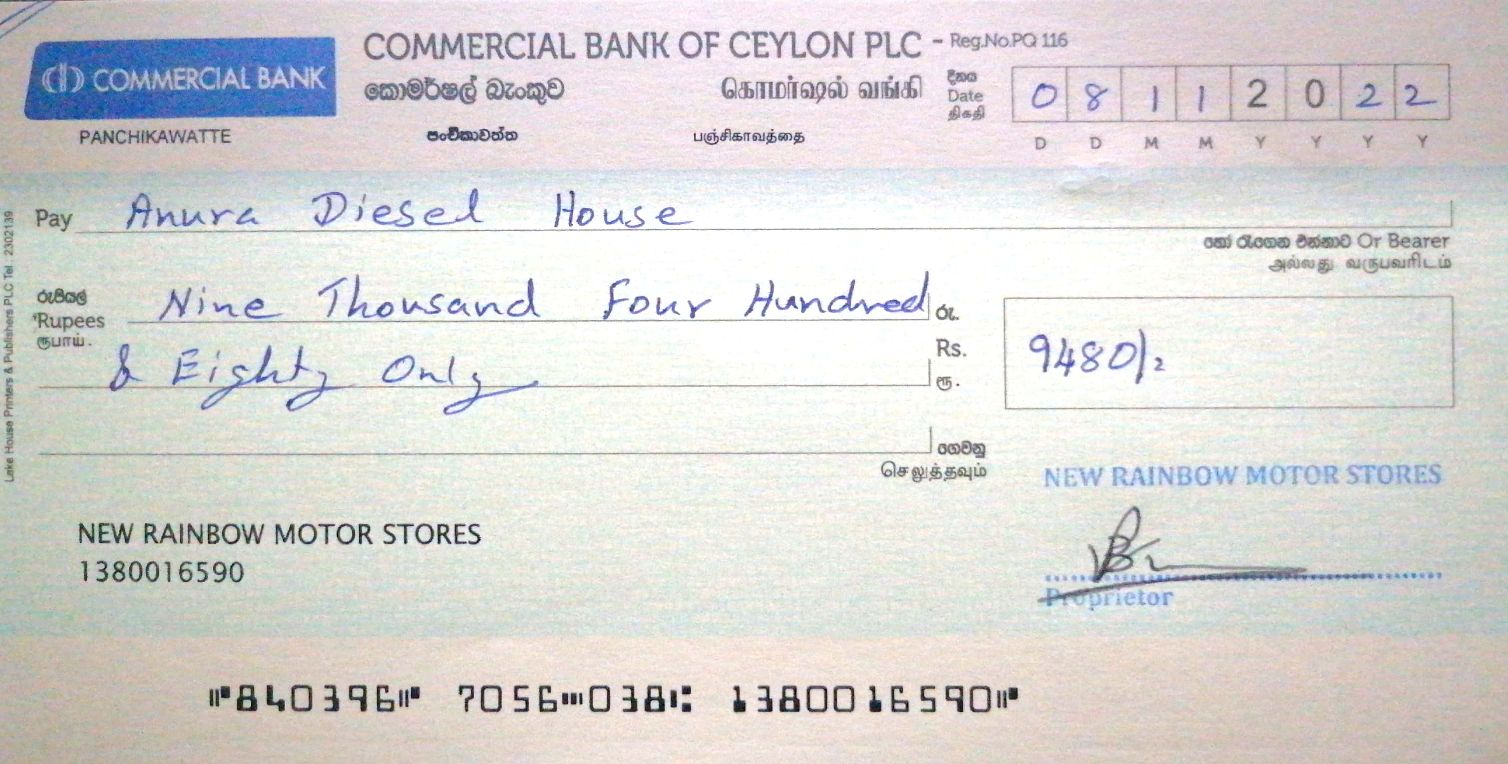 COMMERCIAL BANK
COMMERCIAL BANK OF CEYLON PLC - Reg.No.PQ 116
කොමර්ෂල් බැංකුව
கொமர்ஷல் வங்கி
PANCHIKAWATTE
පංචිකාවත්ත
பஞ்சிகாவத்தை
දිනය
Date
திகதி
0 8 1 1 2 0 2 2
D D M M Y Y Y Y
Pay Anura Diesel House
හෝ රැගෙන එන්නාට Or Bearer
அல்லது வருபவரிடம்
රුපියල්
Rupees
ரூபாய்.
Nine Thousand Four Hundred
& Eighty Only
රු.
Rs.
ரூ.
9480/=
ගෙවනු
செலுத்தவும்
NEW RAINBOW MOTOR STORES
Proprietor
NEW RAINBOW MOTOR STORES
1380016590
Lake House Printers & Publishers PLC Tel : 2302139
⑈840396⑈ 7056⑉038⑆ 1380016590⑈